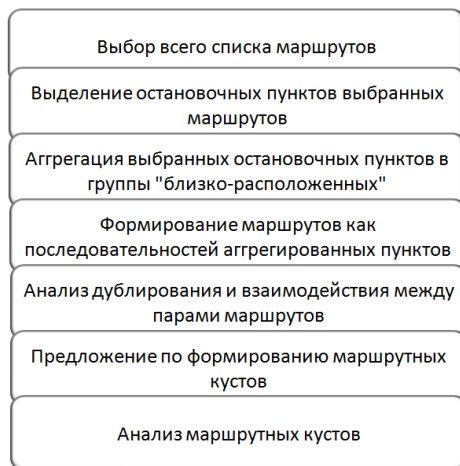 Выбор всего списка маршрутов
Выделение остановочных пунктов выбранных
маршрутов
Аггрегация выбранных остановочных пунктов в
группы "близко-расположенных"
Формирование маршрутов как
последовательностей аггрегированных пунктов
Анализ дублирования и взаимодействия между
парами маршрутов
Предложение по формированию маршрутных
кустов
Анализ маршрутных кустов